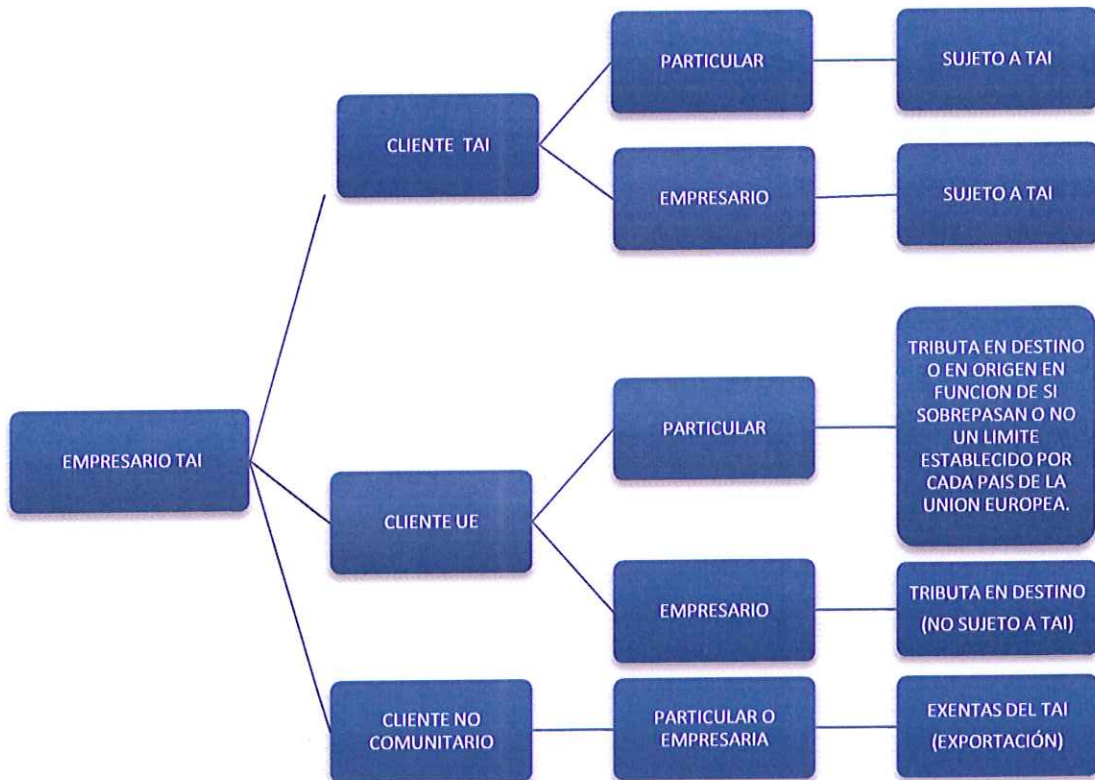 EMPRESARIO TAI
CLIENTE TAI
PARTICULAR
SUJETO A TAI
EMPRESARIO
SUJETO A TAI
CLIENTE UE
PARTICULAR
TRIBUTA EN DESTINO
O EN ORIGEN EN
FUNCION DE SI
SOBREPASAN O NO
UN LIMITE
ESTABLECIDO POR
CADA PAIS DE LA
UNION EUROPEA.
EMPRESARIO
TRIBUTA EN DESTINO
(NO SUJETO A TAI)
CLIENTE NO
COMUNITARIO
PARTICULAR O
EMPRESARIA
EXENTAS DEL TAI
(EXPORTACIÓN)